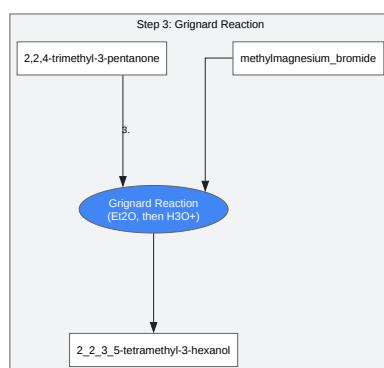 Step 3: Grignard Reaction
2,2,4-trimethyl-3-pentanone
methylmagnesium_bromide
3.
Grignard Reaction
(Et2O, then H3O+)
2_2_3_5-tetramethyl-3-hexanol